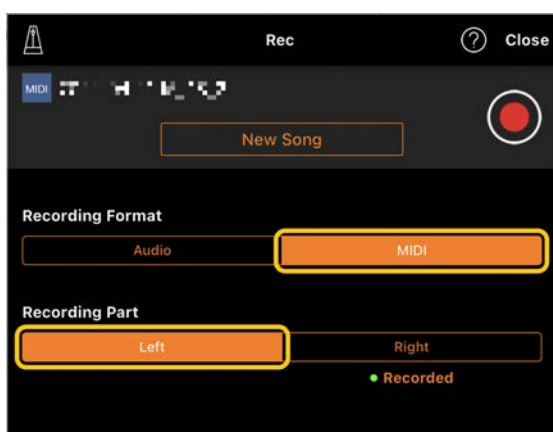 Rec ? Close
MIDI
New Song
Recording Format
Audio MIDI
Recording Part
Left Right
Recorded